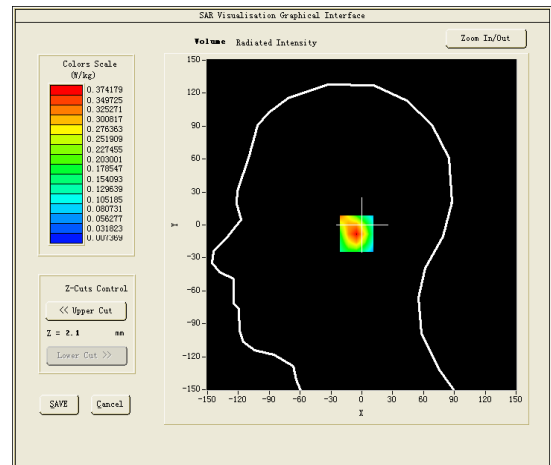 SAR Visualisation Graphical Interface
Volume Radiated Intensity
Zoom In/Out
Colors Scale
(W/kg)
0.374179
0.349725
0.325271
0.300817
0.276363
0.251909
0.227455
0.203001
0.178547
0.154093
0.129639
0.105185
0.080731
0.056277
0.031823
0.007369
Z-Cuts Control
<< Upper Cut
Z = 2.1 mm
Lower Cut >>
SAVE Cancel
150
120
90
60
30
0
-30
-60
-90
-120
-150
Y
-150 -120 -90 -60 -30 0 30 60 90 120 150
X